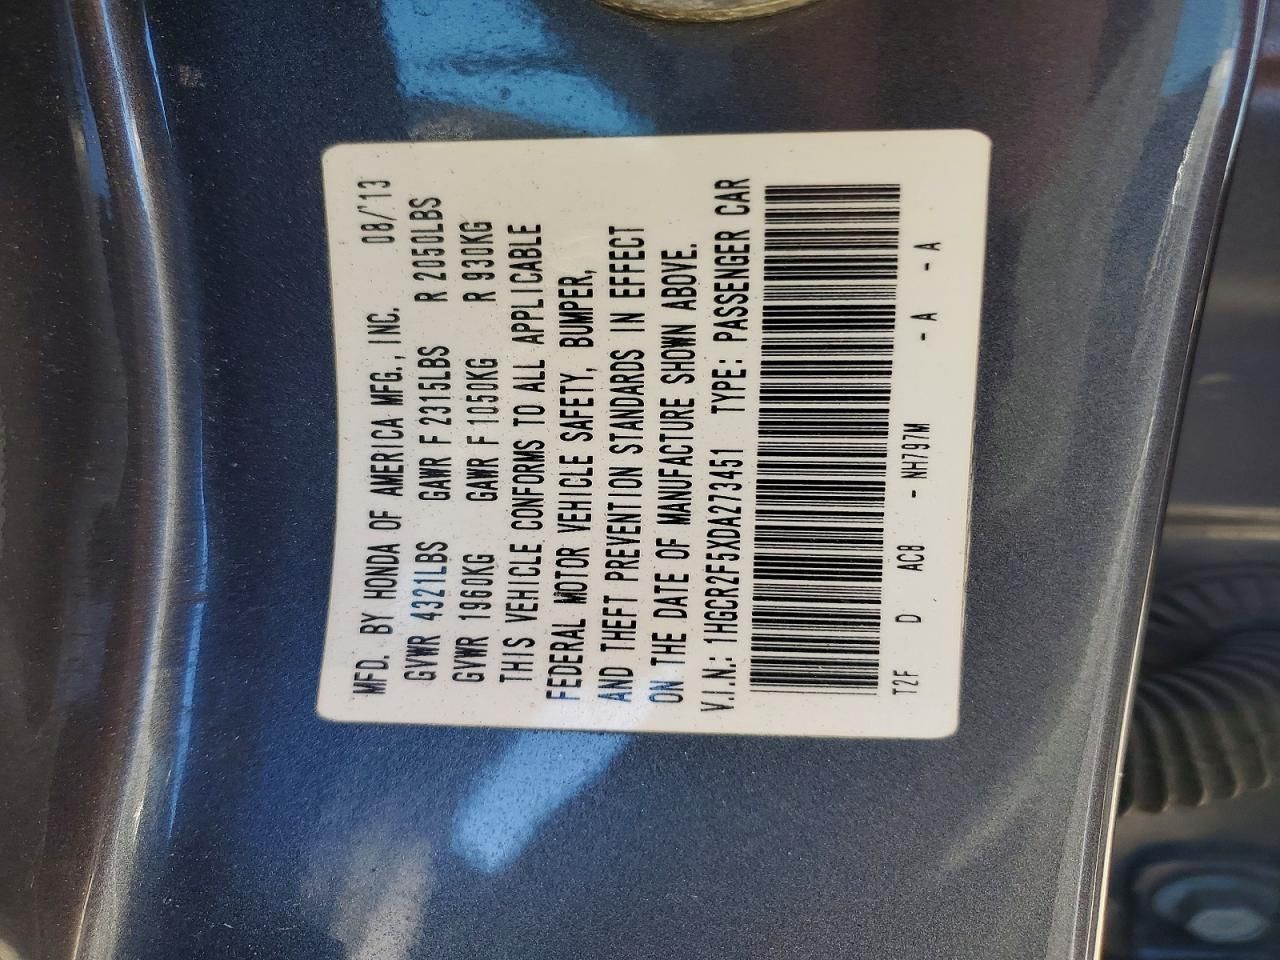 MFD. BY HONDA OF AMERICA MFG., INC. 08/'13
GVWR 4321LBS GAWR F 2315LBS R 2050LBS
GVWR 1960KG GAWR F 1050KG R 930KG
THIS VEHICLE CONFORMS TO ALL APPLICABLE
FEDERAL MOTOR VEHICLE SAFETY, BUMPER,
AND THEFT PREVENTION STANDARDS IN EFFECT
ON THE DATE OF MANUFACTURE SHOWN ABOVE.
V.I.N.: 1HGCR2F5XDA273451 TYPE: PASSENGER CAR
T2F D AC8 - NH797M - A - A